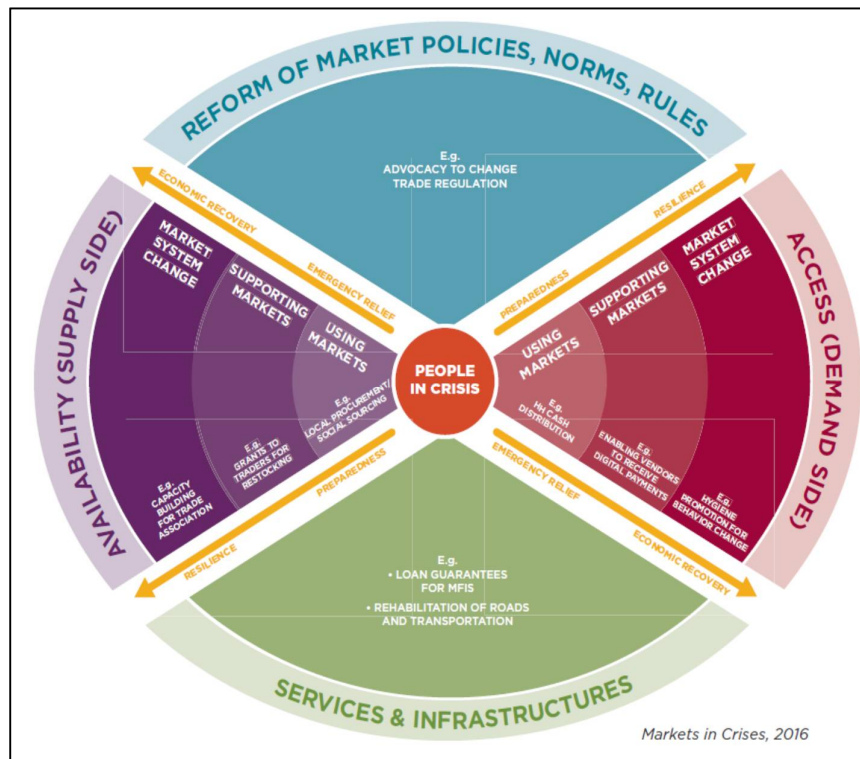 REFORM OF MARKET POLICIES, NORMS, RULES
E.g.
ADVOCACY TO CHANGE
TRADE REGULATION
ECONOMIC RECOVERY
EMERGENCY RELIEF
RESILIENCE
PREPAREDNESS
AVAILABILITY (SUPPLY SIDE)
MARKET
SYSTEM
CHANGE
SUPPORTING
MARKETS
USING
MARKETS
E.g.
CAPACITY
BUILDING
FOR TRADE
ASSOCIATION
E.g.
GRANTS TO
TRADERS FOR
RESTOCKING
E.g.
LOCAL PROCUREMENT/
SOCIAL SOURCING
PEOPLE
IN CRISIS
USING
MARKETS
SUPPORTING
MARKETS
MARKET
SYSTEM
CHANGE
E.g.
HH CASH
DISTRIBUTION
E.g.
ENABLING VENDORS
TO RECEIVE
DIGITAL PAYMENTS
E.g.
HYGIENE
PROMOTION FOR
BEHAVIOR CHANGE
ACCESS (DEMAND SIDE)
PREPAREDNESS
RESILIENCE
EMERGENCY RELIEF
ECONOMIC RECOVERY
E.g.
• LOAN GUARANTEES
FOR MFIS
• REHABILITATION OF ROADS
AND TRANSPORTATION
SERVICES & INFRASTRUCTURES
Markets in Crises, 2016